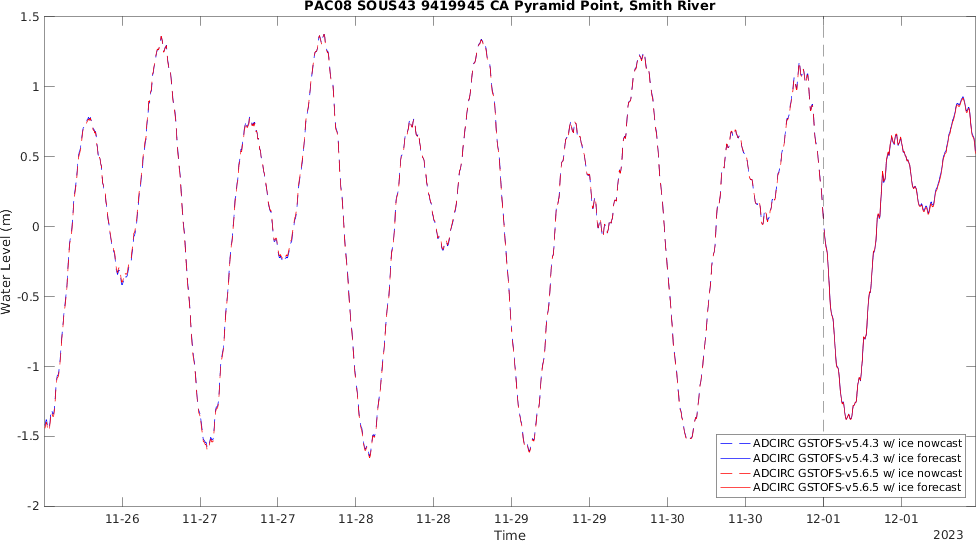 PAC08 SOUS43 9419945 CA Pyramid Point, Smith River
1.5
1
0.5
0
-0.5
-1
-1.5
-2
Water Level (m)
ADCIRC GSTOFS-v5.4.3 w/ ice nowcast
ADCIRC GSTOFS-v5.4.3 w/ ice forecast
ADCIRC GSTOFS-v5.6.5 w/ ice nowcast
ADCIRC GSTOFS-v5.6.5 w/ ice forecast
11-26 11-27 11-27 11-28 11-28 11-29 11-29 11-30 11-30 12-01 12-01
Time
2023